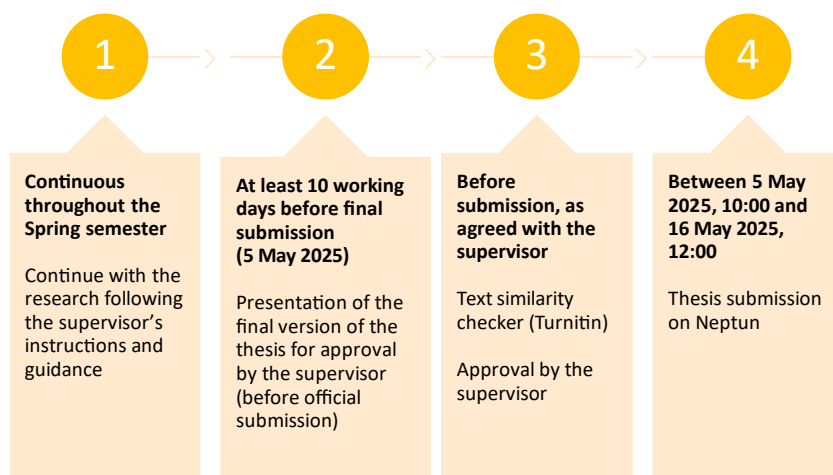 1
2
3
4
Continuous
throughout the
Spring semester
Continue with the
research following
the supervisor's
instructions and
guidance
At least 10 working
days before final
submission
(5 May 2025)
Presentation of the
final version of the
thesis for approval
by the supervisor
(before official
submission)
Before
submission, as
agreed with the
supervisor
Text similarity
checker (Turnitin)
Approval by the
supervisor
Between 5 May
2025, 10:00 and
16 May 2025,
12:00
Thesis submission
on Neptun